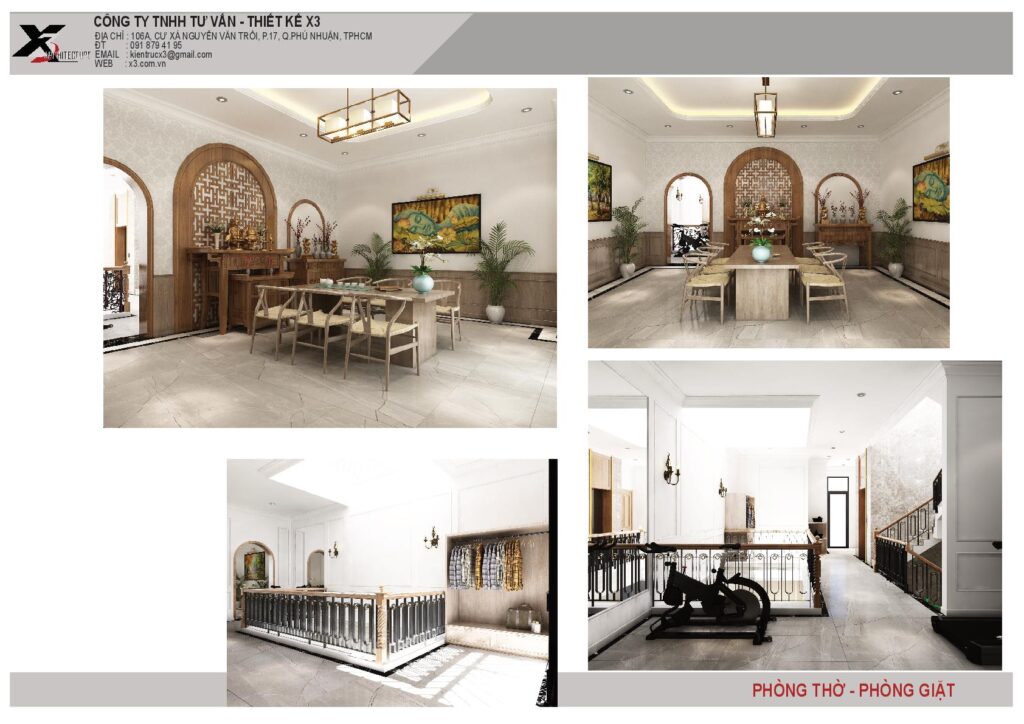 CÔNG TY TNHH TƯ VẤN - THIẾT KẾ X3
ĐỊA CHỈ : 106A, CƯ XÁ NGUYỄN VĂN TRỖI, P.17, Q.PHÚ NHUẬN, TPHCM
ĐT : 091 879 41 95
EMAIL : kientrucx3@gmail.com
WEB : x3.com.vn
X3 ARCHITECTURE
PHÒNG THỜ - PHÒNG GIẶT